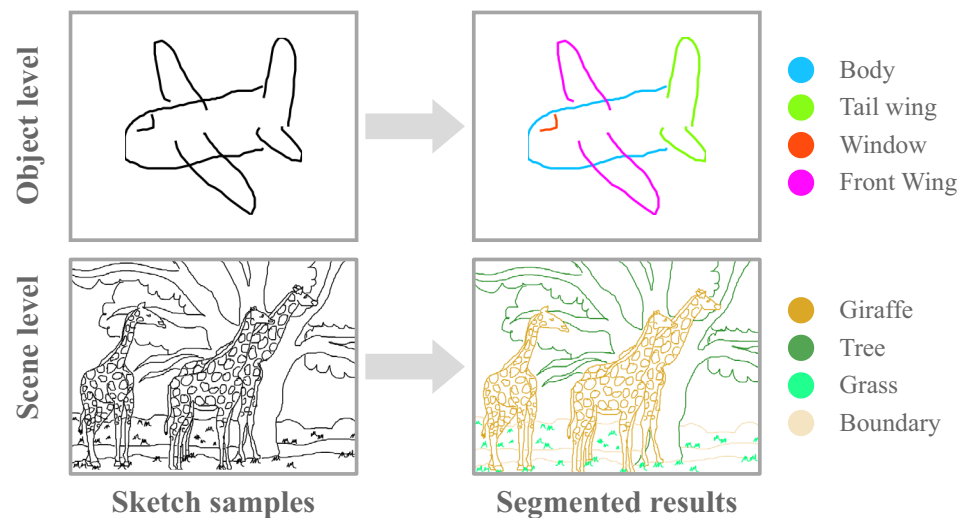 Object level
Body
Tail wing
Window
Front Wing
Scene level
Giraffe
Tree
Grass
Boundary
Sketch samples
Segmented results